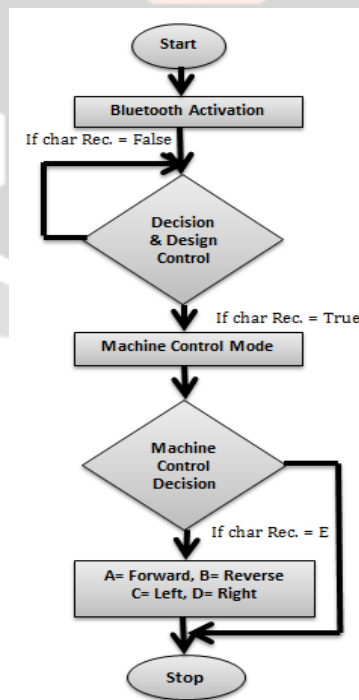 Start
Bluetooth Activation
If char Rec. = False
Decision
& Design
Control
If char Rec. = True
Machine Control Mode
Machine
Control
Decision
If char Rec. = E
A= Forward, B= Reverse
C= Left, D= Right
Stop